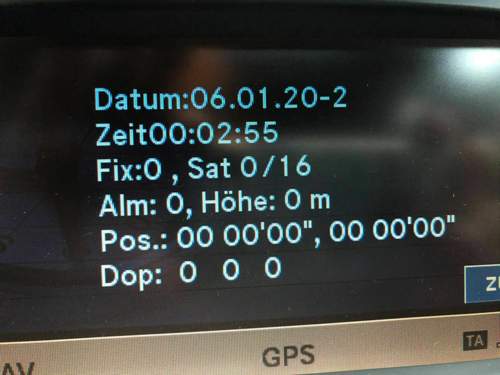 Datum:06.01.20-2
Zeit00:02:55
Fix:0 , Sat 0/16
Alm: 0, Höhe: 0 m
Pos.: 00 00'00", 00 00'00"
Dop: 0 0 0
GPS
TA